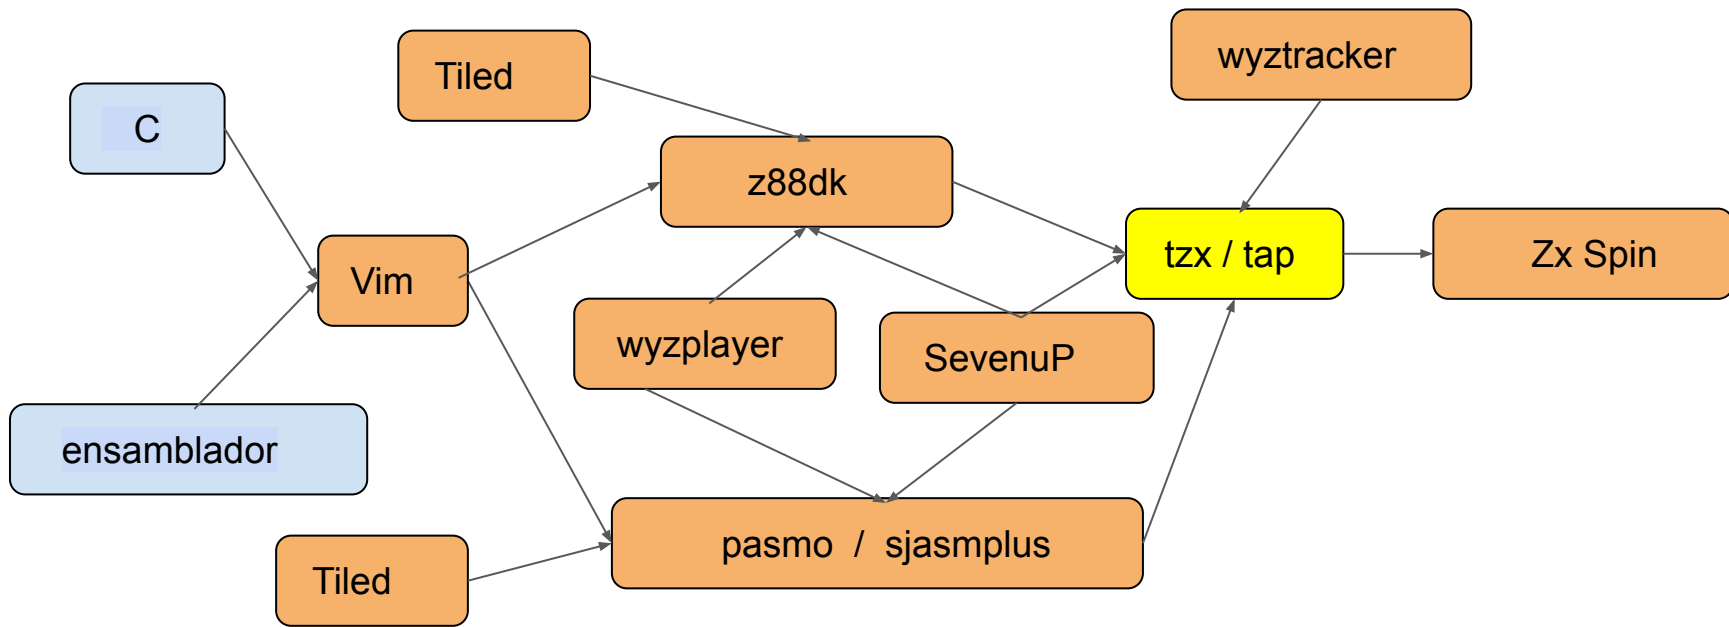 wyztracker
Tiled
C
z88dk
tzx / tap
Zx Spin
Vim
wyzplayer
SevenuP
ensamblador
pasmo / sjasmplus
Tiled